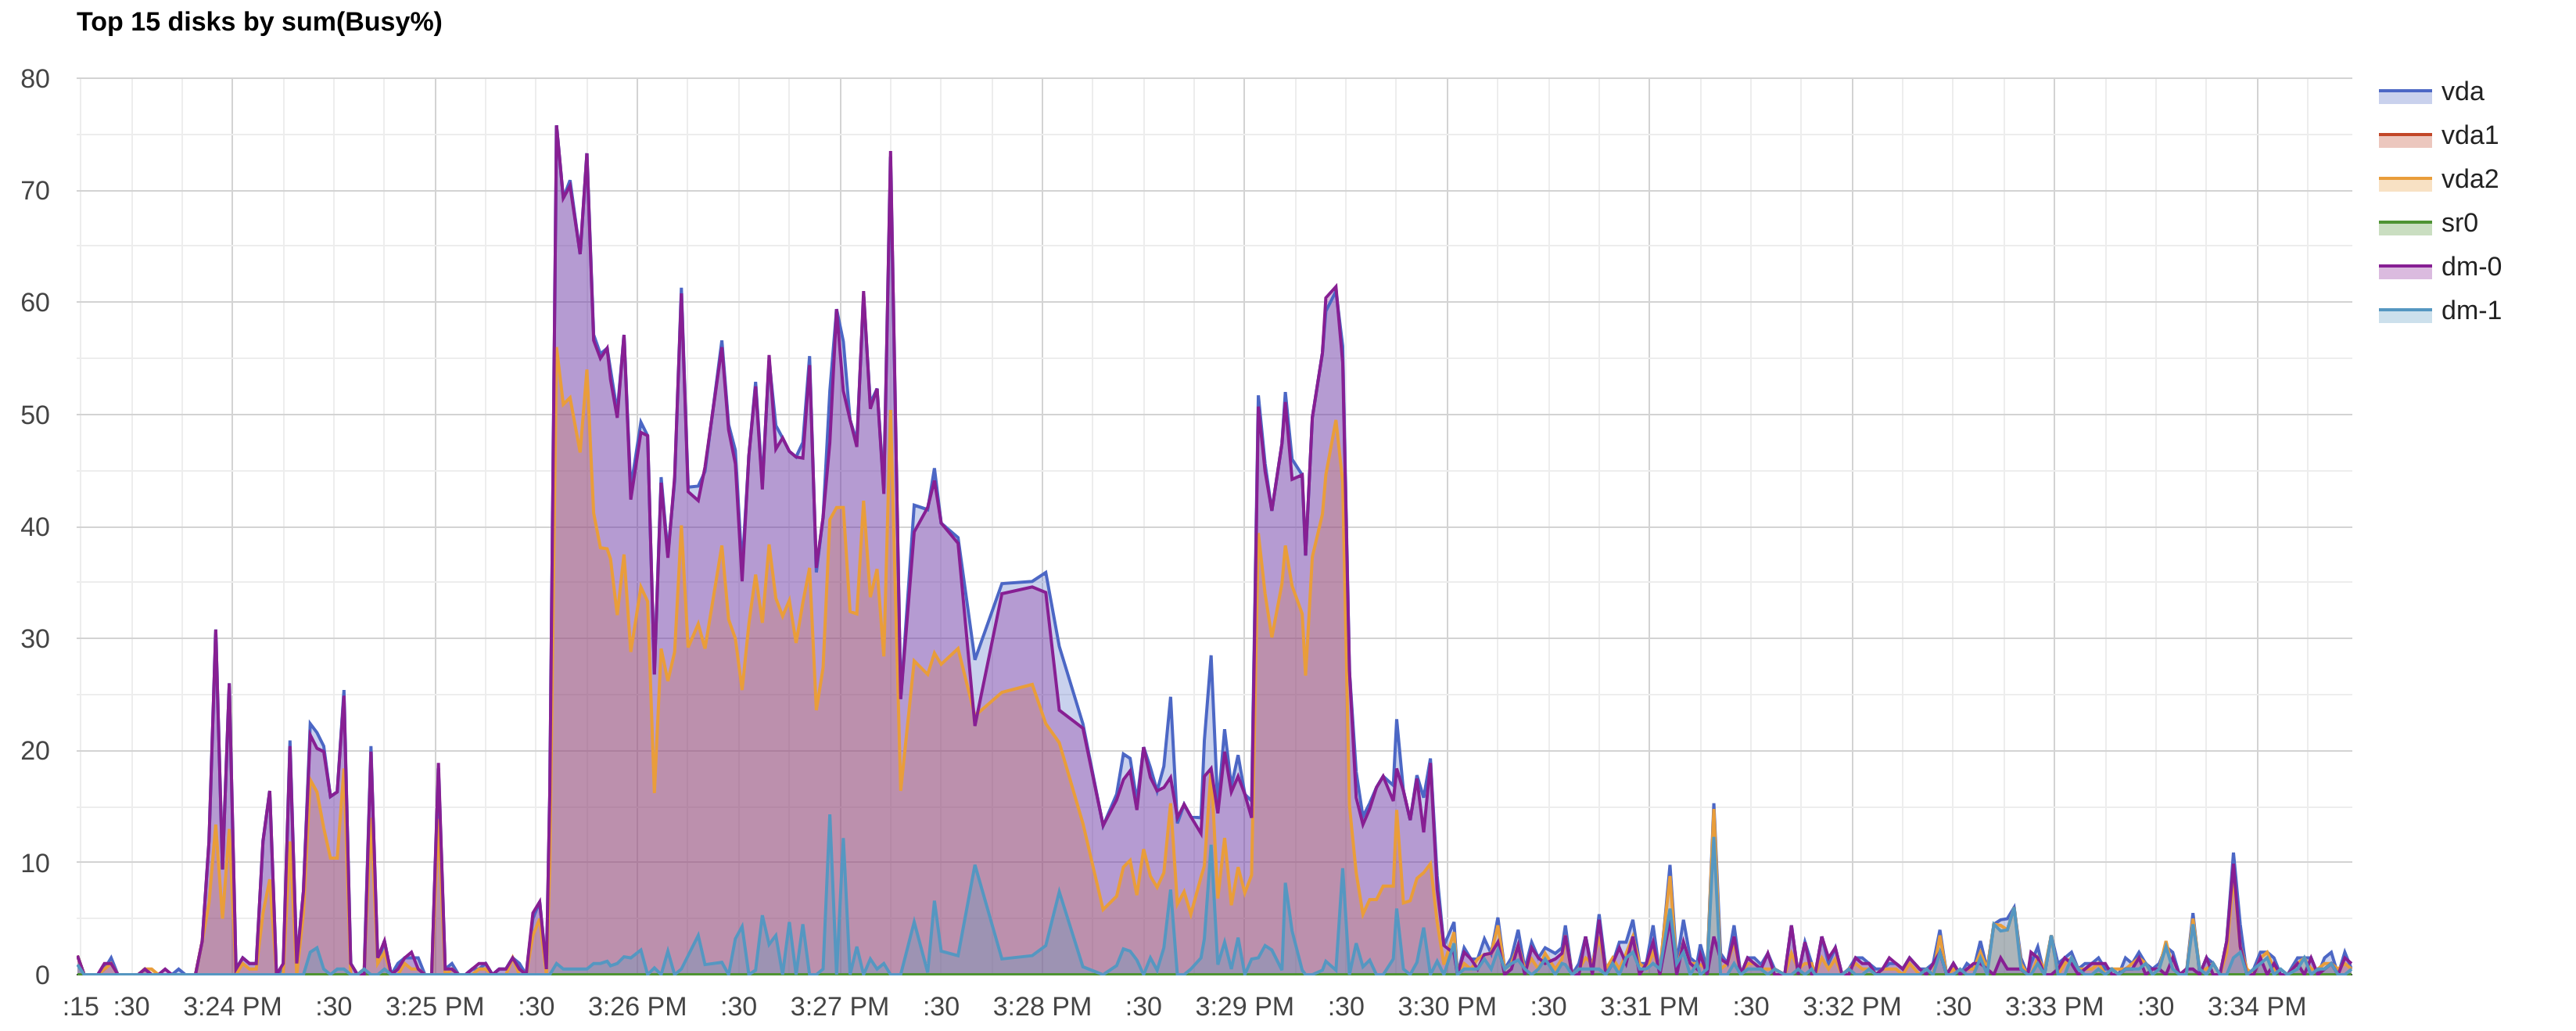 Top 15 disks by sum(Busy%)
80
70
60
50
40
30
20
10
0
vda
vda1
vda2
sr0
dm-0
dm-1
:15 :30 3:24 PM :30 3:25 PM :30 3:26 PM :30 3:27 PM :30 3:28 PM :30 3:29 PM :30 3:30 PM :30 3:31 PM :30 3:32 PM :30 3:33 PM :30 3:34 PM